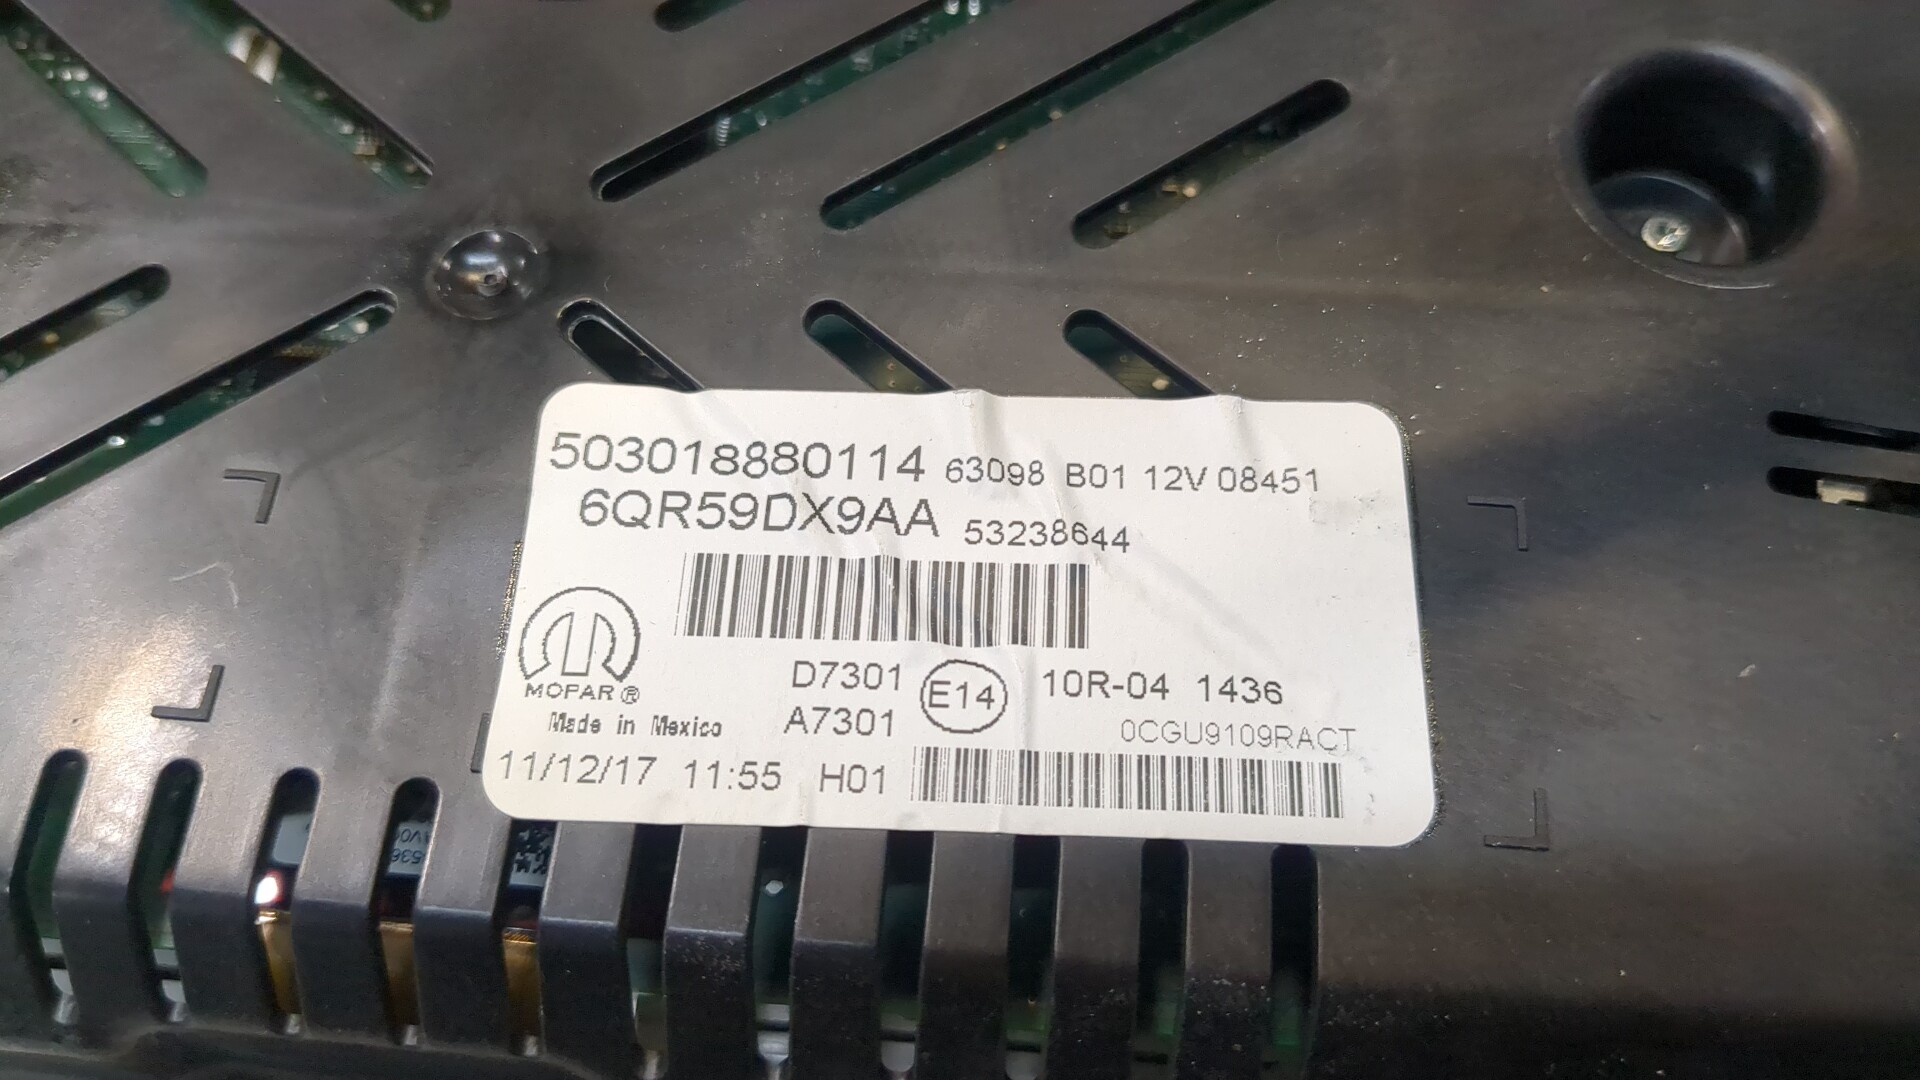 503018880114 63098 B01 12V 08451
6QR59DX9AA 53238644
MOPAR®
Made in Mexico
D7301 E14 10R-04 1436
A7301 0CGU9109RACT
11/12/17 11:55 H01